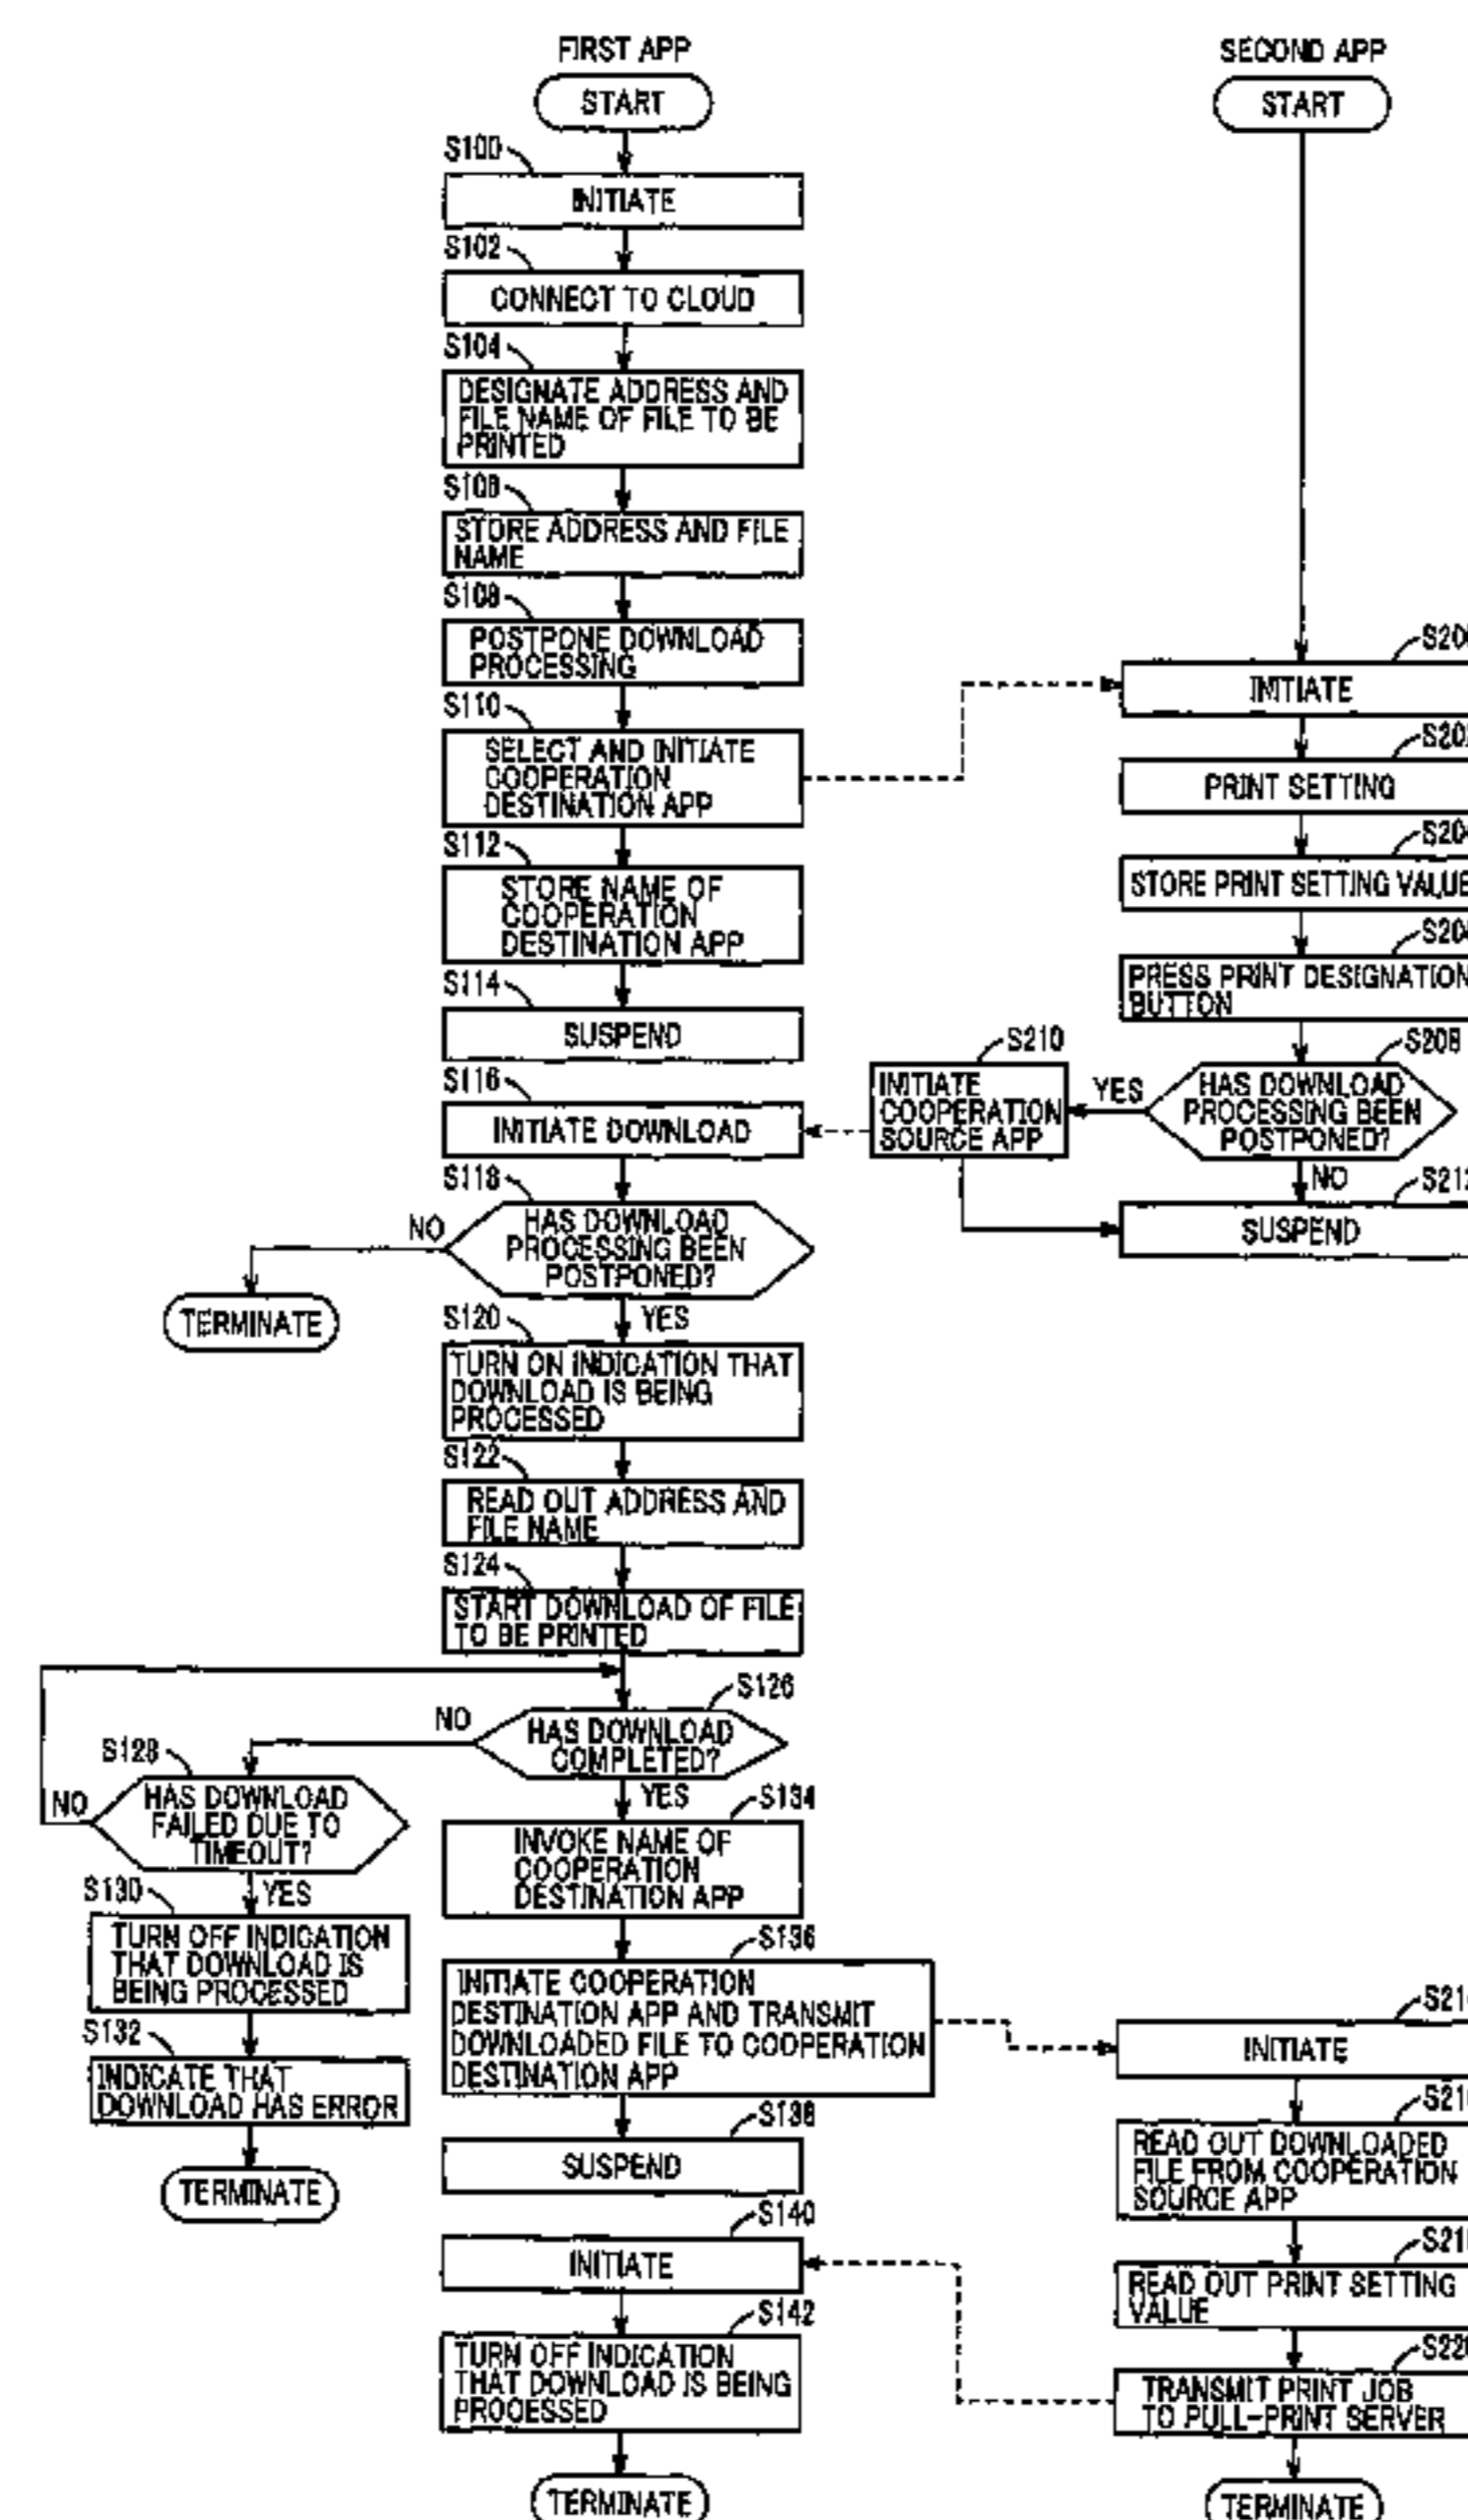 FIRST APP
START
S100
INITIATE
S102
CONNECT TO CLOUD
S104
DESIGNATE ADDRESS AND
FILE NAME OF FILE TO BE
PRINTED
S106
STORE ADDRESS AND FILE
NAME
S108
POSTPONE DOWNLOAD
PROCESSING
S110
SELECT AND INITIATE
COOPERATION
DESTINATION APP
S112
STORE NAME OF
COOPERATION
DESTINATION APP
S114
SUSPEND
S116
INITIATE DOWNLOAD
S118
HAS DOWNLOAD
PROCESSING BEEN
POSTPONED?
NO
TERMINATE
YES
S120
TURN ON INDICATION THAT
DOWNLOAD IS BEING
PROCESSED
S122
READ OUT ADDRESS AND
FILE NAME
S124
START DOWNLOAD OF FILE
TO BE PRINTED
S126
HAS DOWNLOAD
COMPLETED?
NO
S128
HAS DOWNLOAD
FAILED DUE TO
TIMEOUT?
NO
YES
S130
TURN OFF INDICATION
THAT DOWNLOAD IS
BEING PROCESSED
S132
INDICATE THAT
DOWNLOAD HAS ERROR
TERMINATE
YES
S134
INVOKE NAME OF
COOPERATION
DESTINATION APP
S136
INITIATE COOPERATION
DESTINATION APP AND TRANSMIT
DOWNLOADED FILE TO COOPERATION
DESTINATION APP
S138
SUSPEND
S140
INITIATE
S142
TURN OFF INDICATION
THAT DOWNLOAD IS BEING
PROCESSED
TERMINATE
SECOND APP
START
INITIATE
PRINT SETTING
STORE PRINT SETTING VALUE
PRESS PRINT DESIGNATION
BUTTON
S208
HAS DOWNLOAD
PROCESSING BEEN
POSTPONED?
YES
S210
INITIATE
COOPERATION
SOURCE APP
NO
SUSPEND
INITIATE
READ OUT DOWNLOADED
FILE FROM COOPERATION
SOURCE APP
READ OUT PRINT SETTING
VALUE
TRANSMIT PRINT JOB
TO PULL-PRINT SERVER
TERMINATE